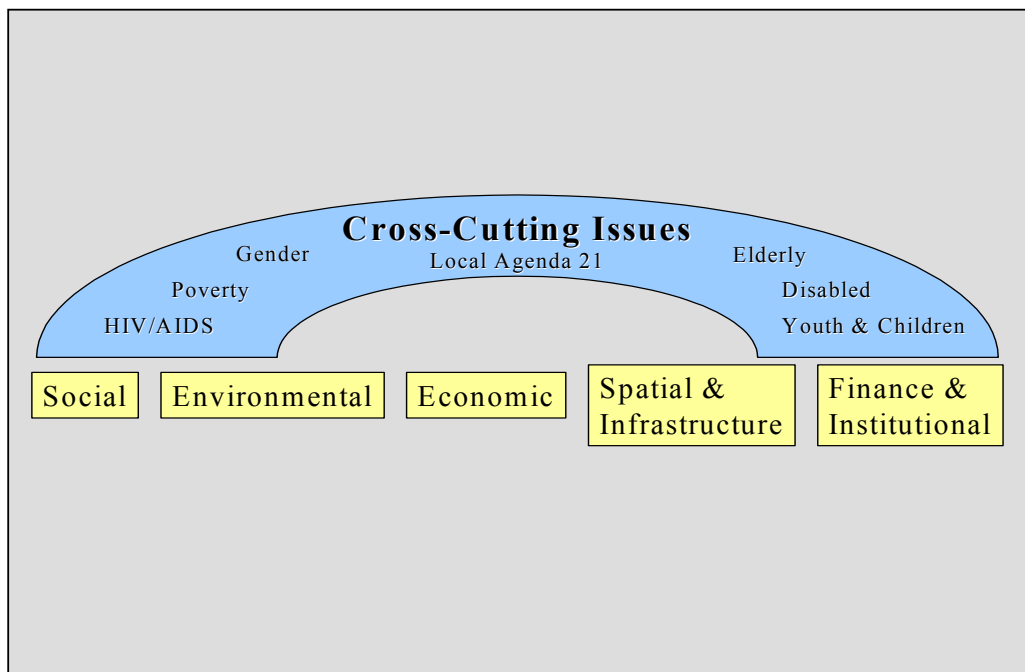 Cross-Cutting Issues
Local Agenda 21
Gender
Poverty
HIV/AIDS
Elderly
Disabled
Youth & Children
Social
Environmental
Economic
Spatial &
Infrastructure
Finance &
Institutional